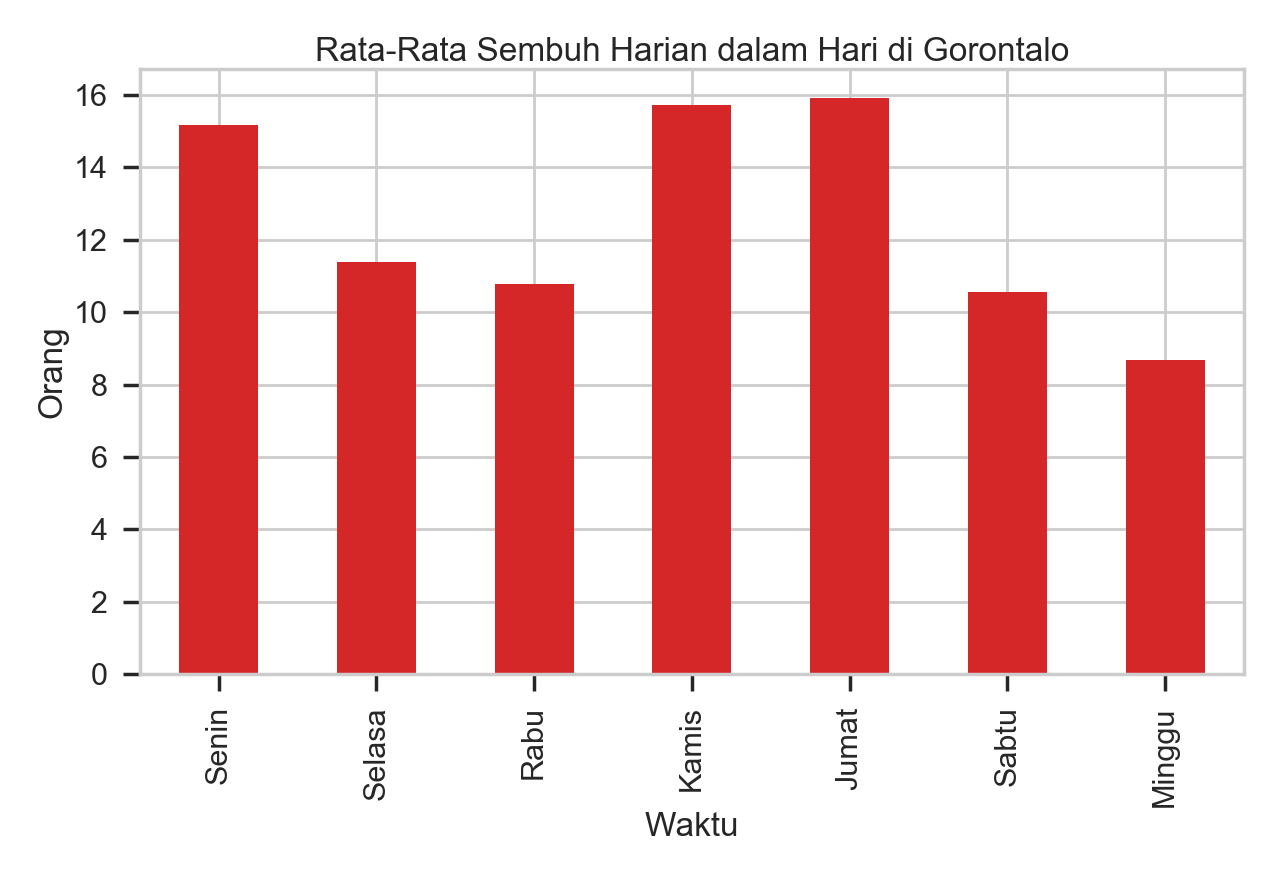 Rata-Rata Sembuh Harian dalam Hari di Gorontalo
16
14
12
10
8
6
4
2
0
Orang
Senin
Selasa
Rabu
Kamis
Jumat
Sabtu
Minggu
Waktu